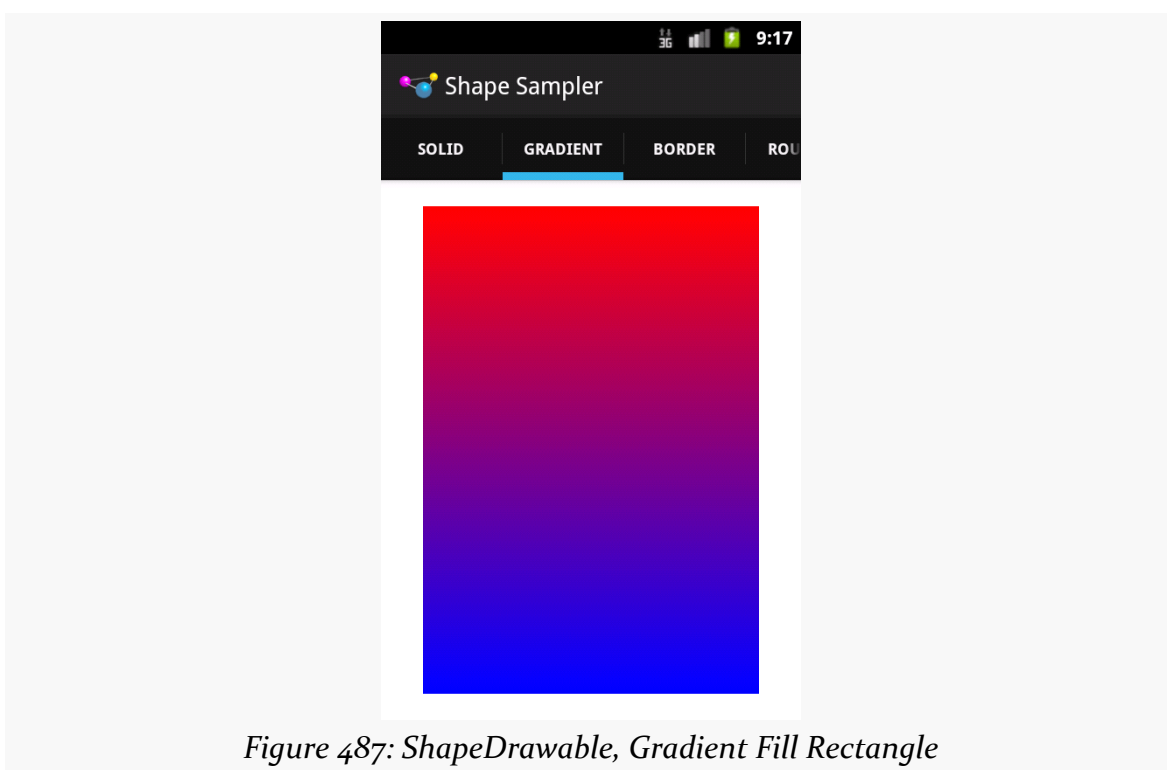 3G 9:17
Shape Sampler
SOLID GRADIENT BORDER ROU
Figure 487: ShapeDrawable, Gradient Fill Rectangle